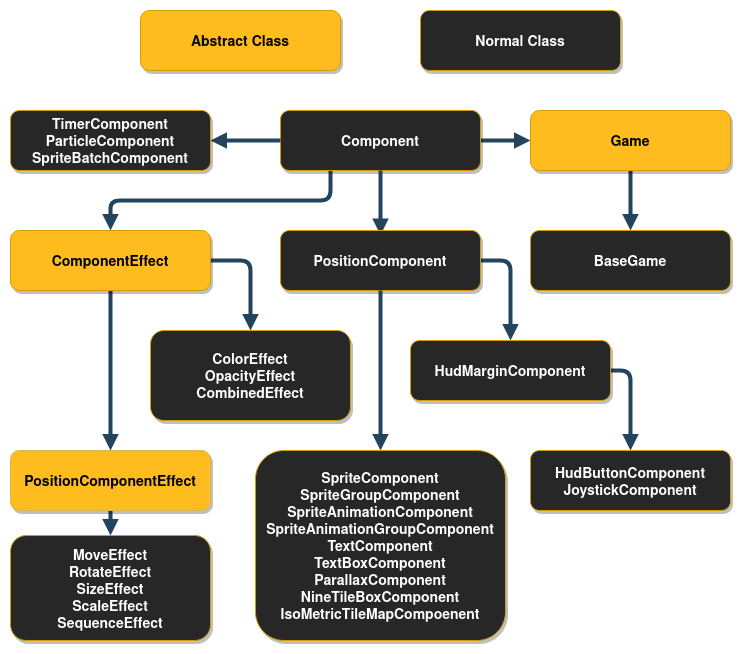 Abstract Class
Normal Class
TimerComponent
ParticleComponent
SpriteBatchComponent
Component
Game
ComponentEffect
PositionComponent
BaseGame
ColorEffect
OpacityEffect
CombinedEffect
HudMarginComponent
PositionComponentEffect
SpriteComponent
SpriteGroupComponent
SpriteAnimationComponent
SpriteAnimationGroupComponent
TextComponent
TextBoxComponent
ParallaxComponent
NineTileBoxComponent
IsoMetricTileMapCompoenent
HudButtonComponent
JoystickComponent
MoveEffect
RotateEffect
SizeEffect
ScaleEffect
SequenceEffect